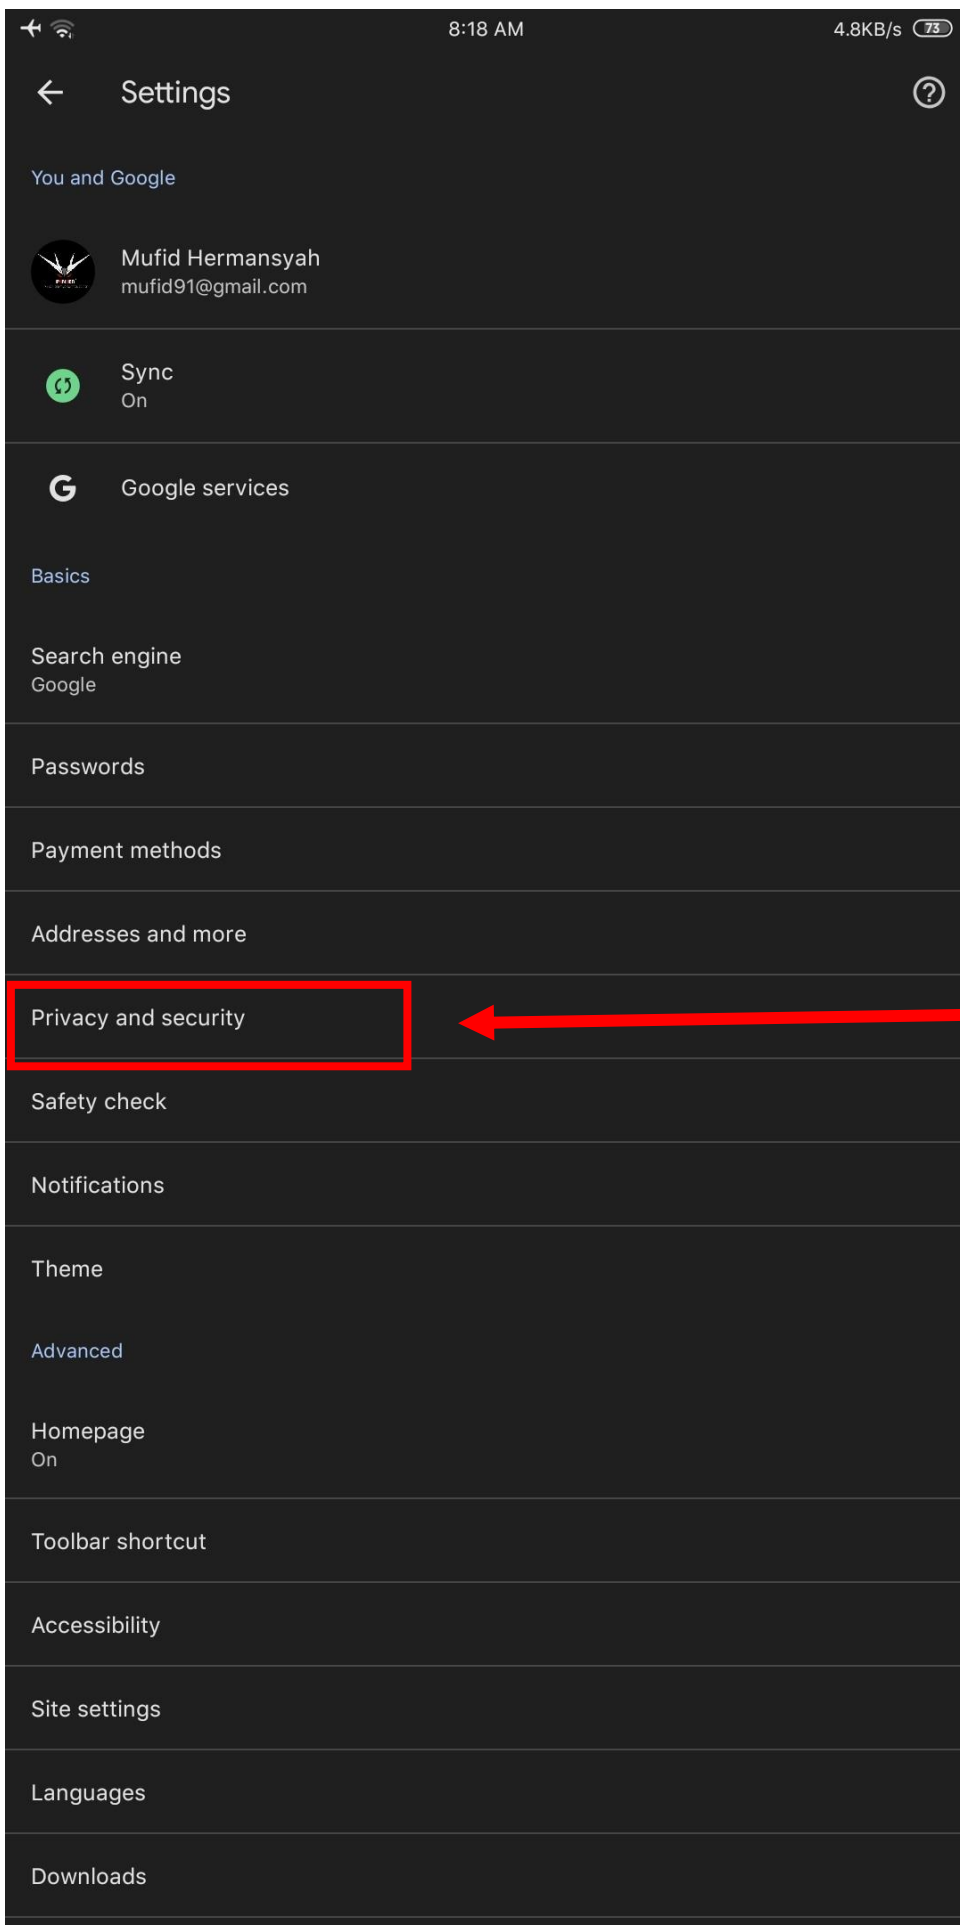 8:18 AM
4.8KB/s 73
Settings
You and Google
Mufid Hermansyah
mufid91@gmail.com
Sync
On
Google services
Basics
Search engine
Google
Passwords
Payment methods
Addresses and more
Privacy and security
Safety check
Notifications
Theme
Advanced
Homepage
On
Toolbar shortcut
Accessibility
Site settings
Languages
Downloads